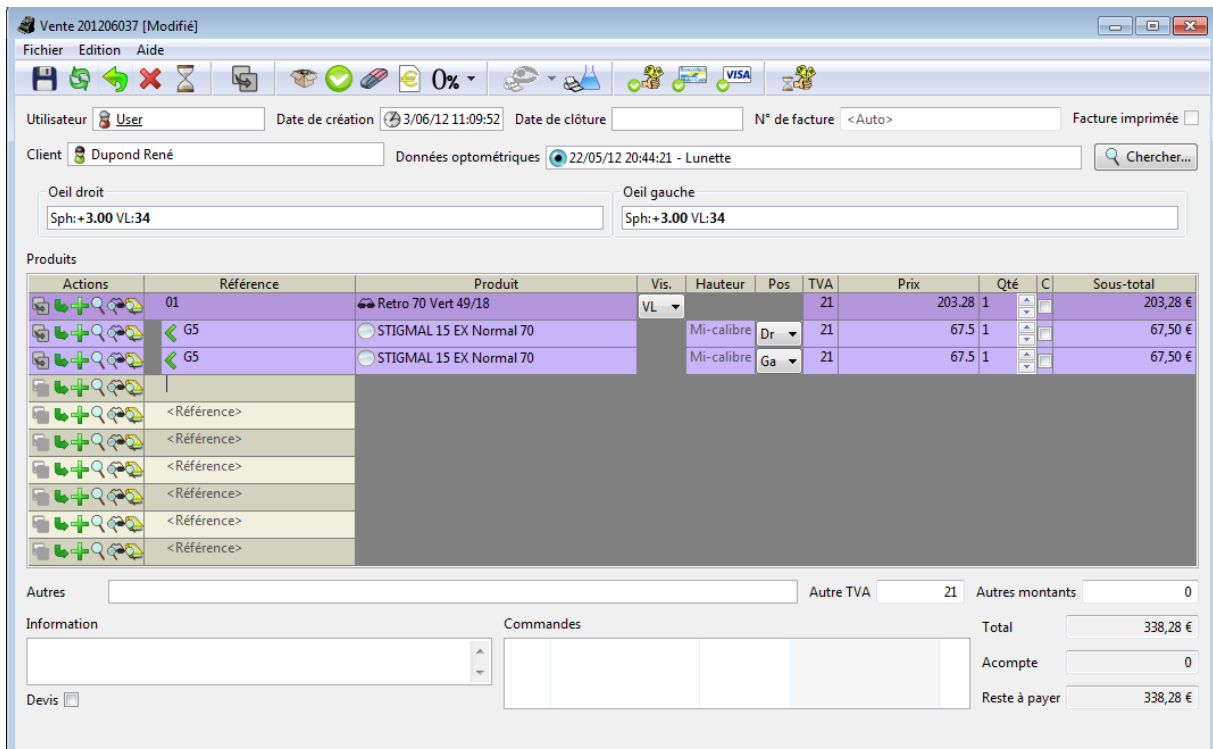 Vente 201206037 [Modifié]
Fichier Edition Aide
0% VISA
Utilisateur User Date de création 3/06/12 11:09:52 Date de clôture N° de facture <Auto> Facture imprimée
Client Dupond René Données optométriques 22/05/12 20:44:21 - Lunette Chercher...
Oeil droit Oeil gauche
Sph:+3.00 VL:34 Sph:+3.00 VL:34
Produits
Actions Référence Produit Vis. Hauteur Pos TVA Prix Qté C Sous-total
01 Retro 70 Vert 49/18 VL 21 203.28 1 203,28 €
G5 STIGMAL 15 EX Normal 70 Mi-calibre Dr 21 67.5 1 67,50 €
G5 STIGMAL 15 EX Normal 70 Mi-calibre Ga 21 67.5 1 67,50 €
<Référence>
<Référence>
<Référence>
<Référence>
<Référence>
<Référence>
Autres Autre TVA 21 Autres montants 0
Information Commandes Total 338,28 €
Acompte 0
Devis Reste à payer 338,28 €